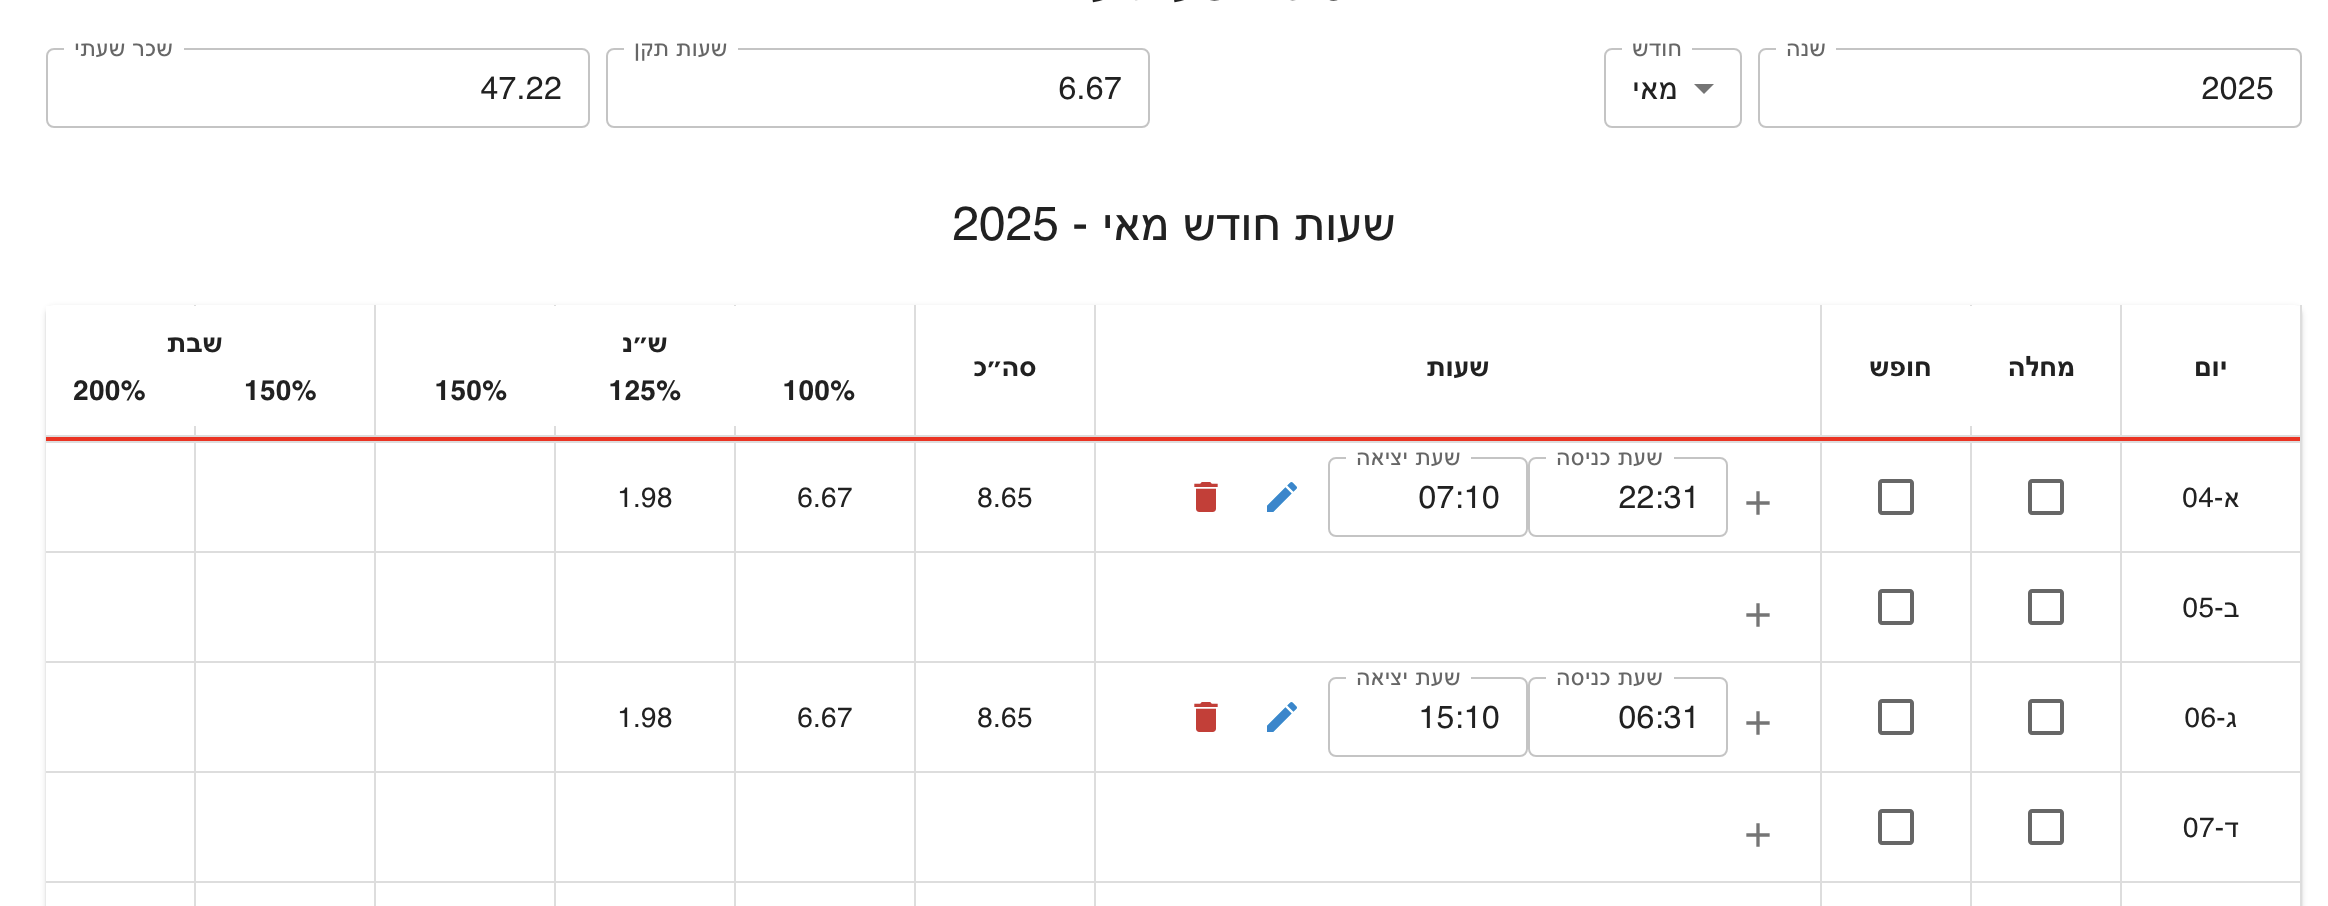 שנה
2025
חודש
מאי
שעות תקן
6.67
שכר שעתי
47.22
שעות חודש מאי - 2025
יום מחלה חופש שעות סה״כ ש״נ שבת
100% 125% 150% 150% 200%
א-04 + שעת כניסה 22:31 שעת יציאה 07:10 8.65 6.67 1.98
ב-05 +
ג-06 + שעת כניסה 06:31 שעת יציאה 15:10 8.65 6.67 1.98
ד-07 +